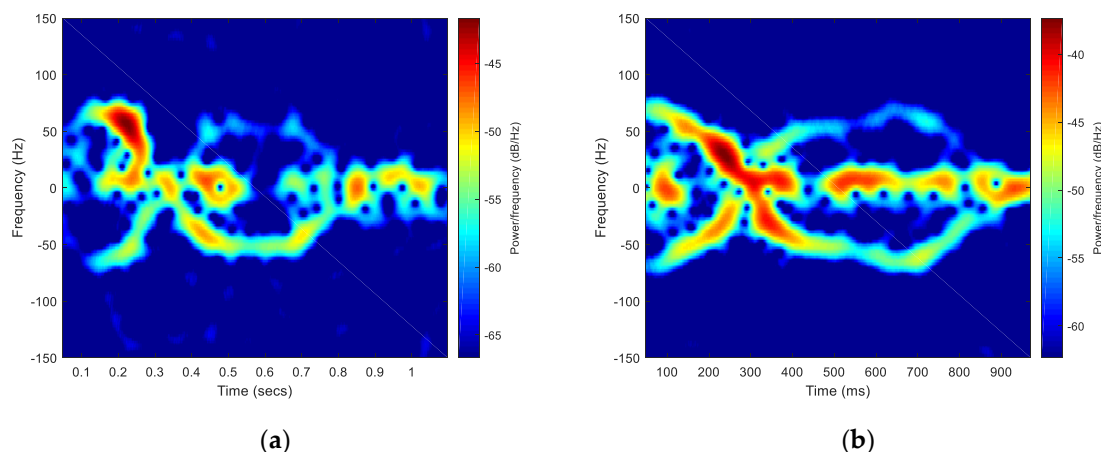 150
100
50
0
-50
-100
-150
Frequency (Hz)
0.1 0.2 0.3 0.4 0.5 0.6 0.7 0.8 0.9 1
Time (secs)
-45
-50
-55
-60
-65
Power/frequency (dB/Hz)
(a)
150
100
50
0
-50
-100
-150
Frequency (Hz)
100 200 300 400 500 600 700 800 900
Time (ms)
-40
-45
-50
-55
-60
Power/frequency (dB/Hz)
(b)